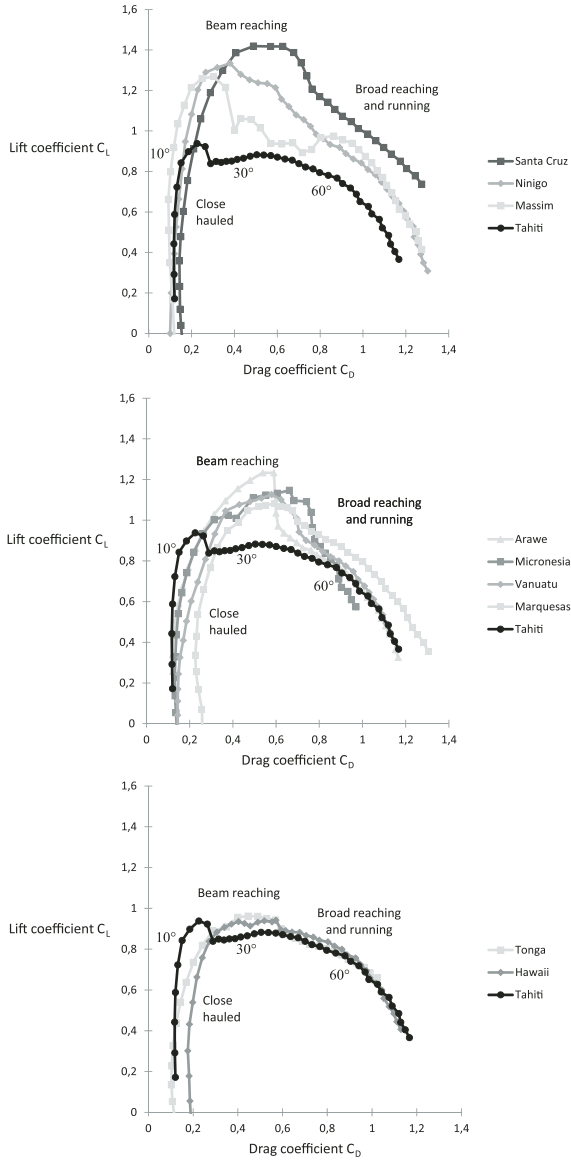 1,6
Beam reaching
1,4
1,2
Broad reaching
and running
1
Lift coefficient CL
10°
Santa Cruz
0,8
30°
60°
Ninigo
Close
hauled
0,6
Massim
Tahiti
0,4
0,2
0
0 0,2 0,4 0,6 0,8 1 1,2 1,4
Drag coefficient CD
1,6
1,4
Beam reaching
1,2
Broad reaching
and running
1
Lift coefficient CL
10°
30°
Arawe
0,8
60°
Micronesia
Vanuatu
0,6
Close
hauled
Marquesas
Tahiti
0,4
0,2
0
0 0,2 0,4 0,6 0,8 1 1,2 1,4
Drag coefficient CD
1,6
1,4
1,2
Beam reaching
Broad reaching
and running
1
Lift coefficient CL
10°
30°
Tonga
0,8
60°
Hawaii
Close
hauled
0,6
Tahiti
0,4
0,2
0
0 0,2 0,4 0,6 0,8 1 1,2 1,4
Drag coefficient CD